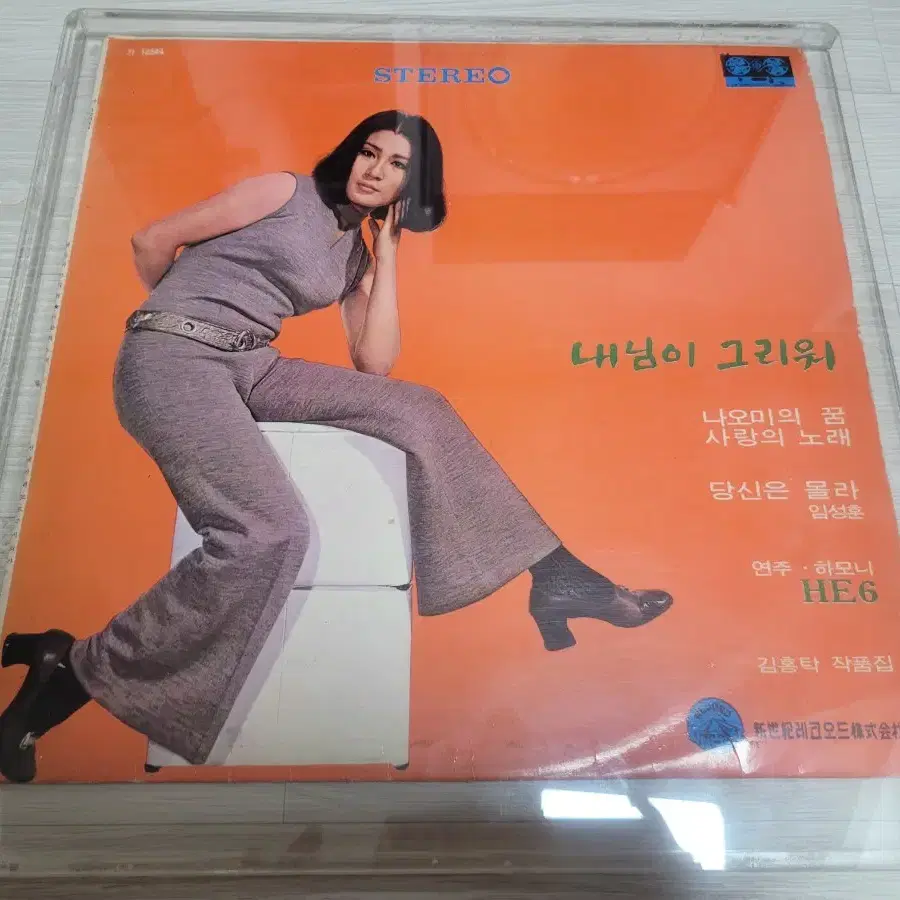 STEREO
내님이 그리워
나오미의 꿈
사랑의 노래
당신은 몰라
임성훈
연주 · 하모니
HE6
김홍탁 작품집
新世紀레코오드株式会社